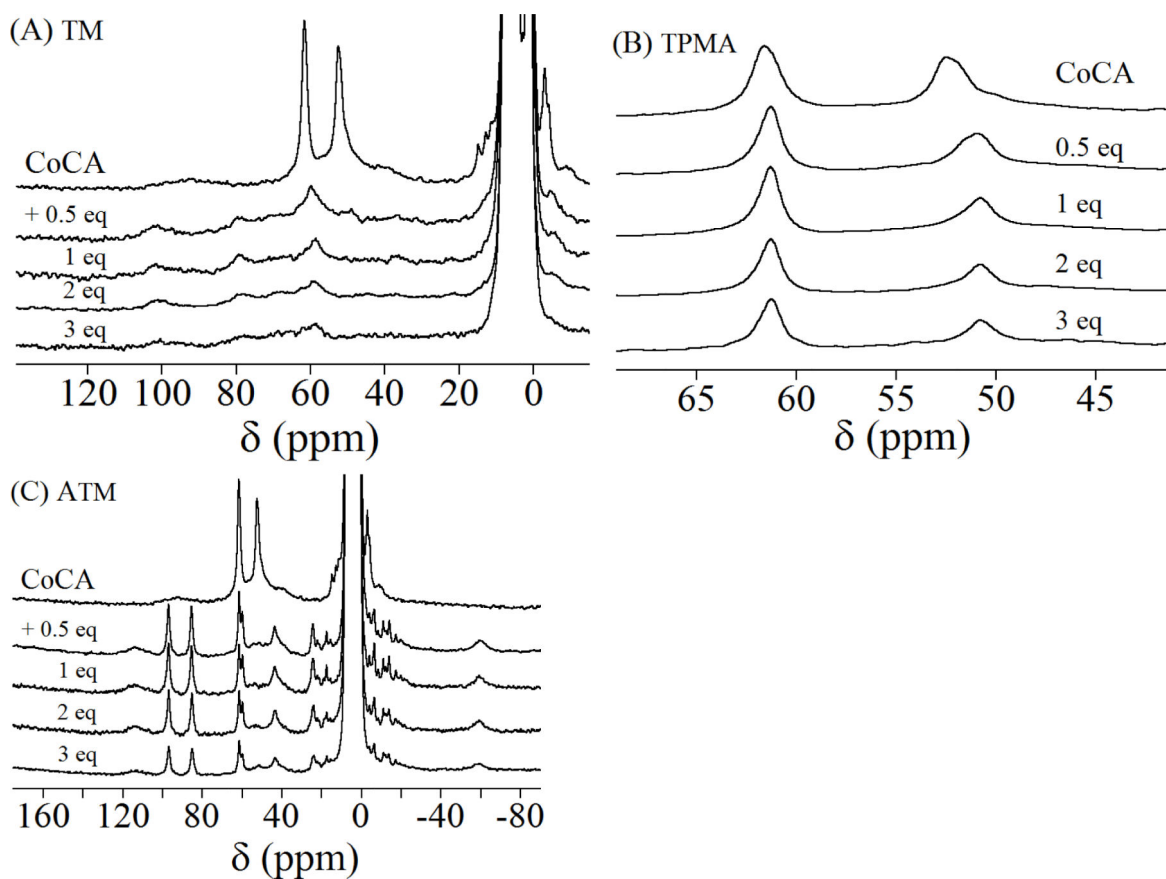 (A) TM
CoCA
+ 0.5 eq
1 eq
2 eq
3 eq
120 100 80 60 40 20 0
δ (ppm)
(B) TPMA
CoCA
0.5 eq
1 eq
2 eq
3 eq
65 60 55 50 45
δ (ppm)
(C) ATM
CoCA
+ 0.5 eq
1 eq
2 eq
3 eq
160 120 80 40 0 -40 -80
δ (ppm)